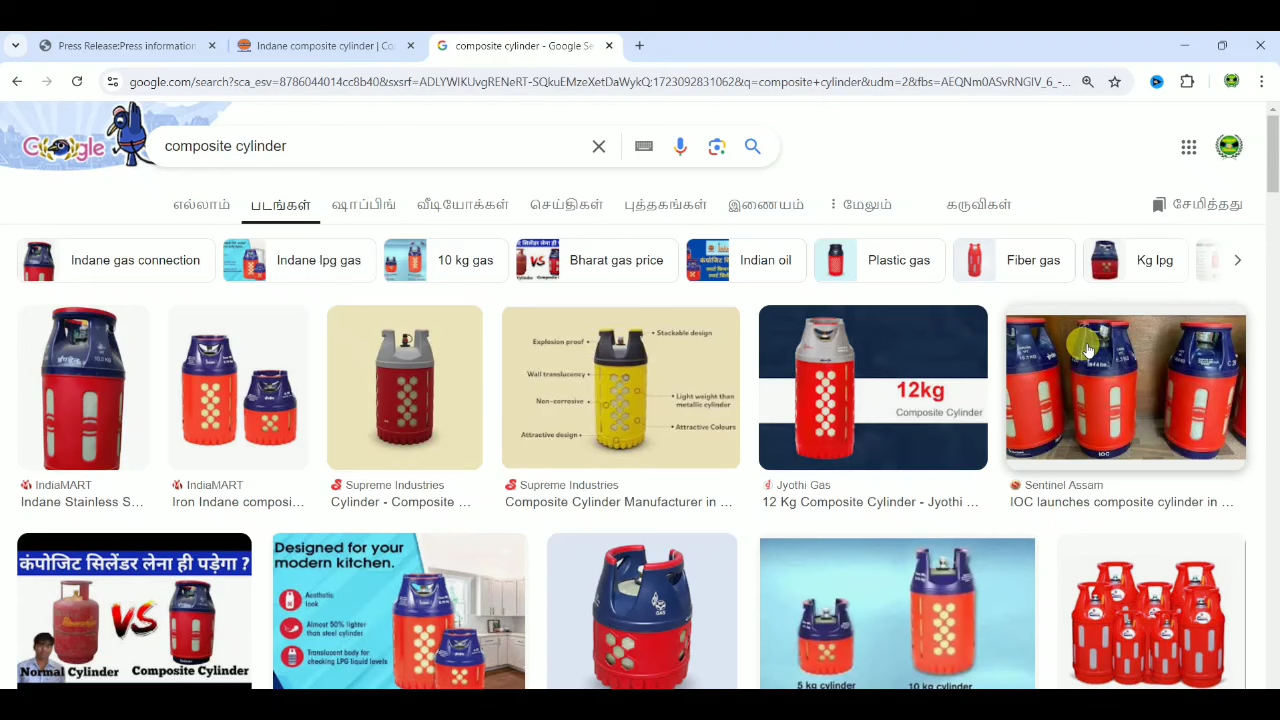 Press Release:Press information
Indane composite cylinder | Co
composite cylinder - Google Se
google.com/search?sca_esv=8786044014cc8b40&sxsrf=ADLYWIKUvgRENeRT-SQkuEMzeXetDaWykQ:1723092831062&q=composite+cylinder&udm=2&fbs=AEQNm0ASvRNGIV_6_-...
Google
composite cylinder
எல்லாம் படங்கள் ஷாப்பிங் வீடியோக்கள் செய்திகள் புத்தகங்கள் இணையம் மேலும் கருவிகள் சேமித்தது
Indane gas connection Indane lpg gas 10 kg gas Bharat gas price Indian oil Plastic gas Fiber gas Kg lpg
Explosion proof
Stackable design
Wall translucency
Non-corrosive
Light weight than
metallic cylinder
Attractive design
Attractive Colours
12kg
Composite Cylinder
IOC
IndiaMART
Indane Stainless S...
IndiaMART
Iron Indane composi...
Supreme Industries
Cylinder - Composite ...
Supreme Industries
Composite Cylinder Manufacturer in ...
Jyothi Gas
12 Kg Composite Cylinder - Jyothi ...
Sentinel Assam
IOC launches composite cylinder in ...
कंपोजिट सिलेंडर लेना ही पड़ेगा ?
VS
Normal Cylinder Composite Cylinder
Designed for your
modern kitchen.
Aesthetic
look
Almost 50% lighter
than steel cylinder
Translucent body for
checking LPG liquid levels
GAS
5 kg cylinder 10 kg cylinder